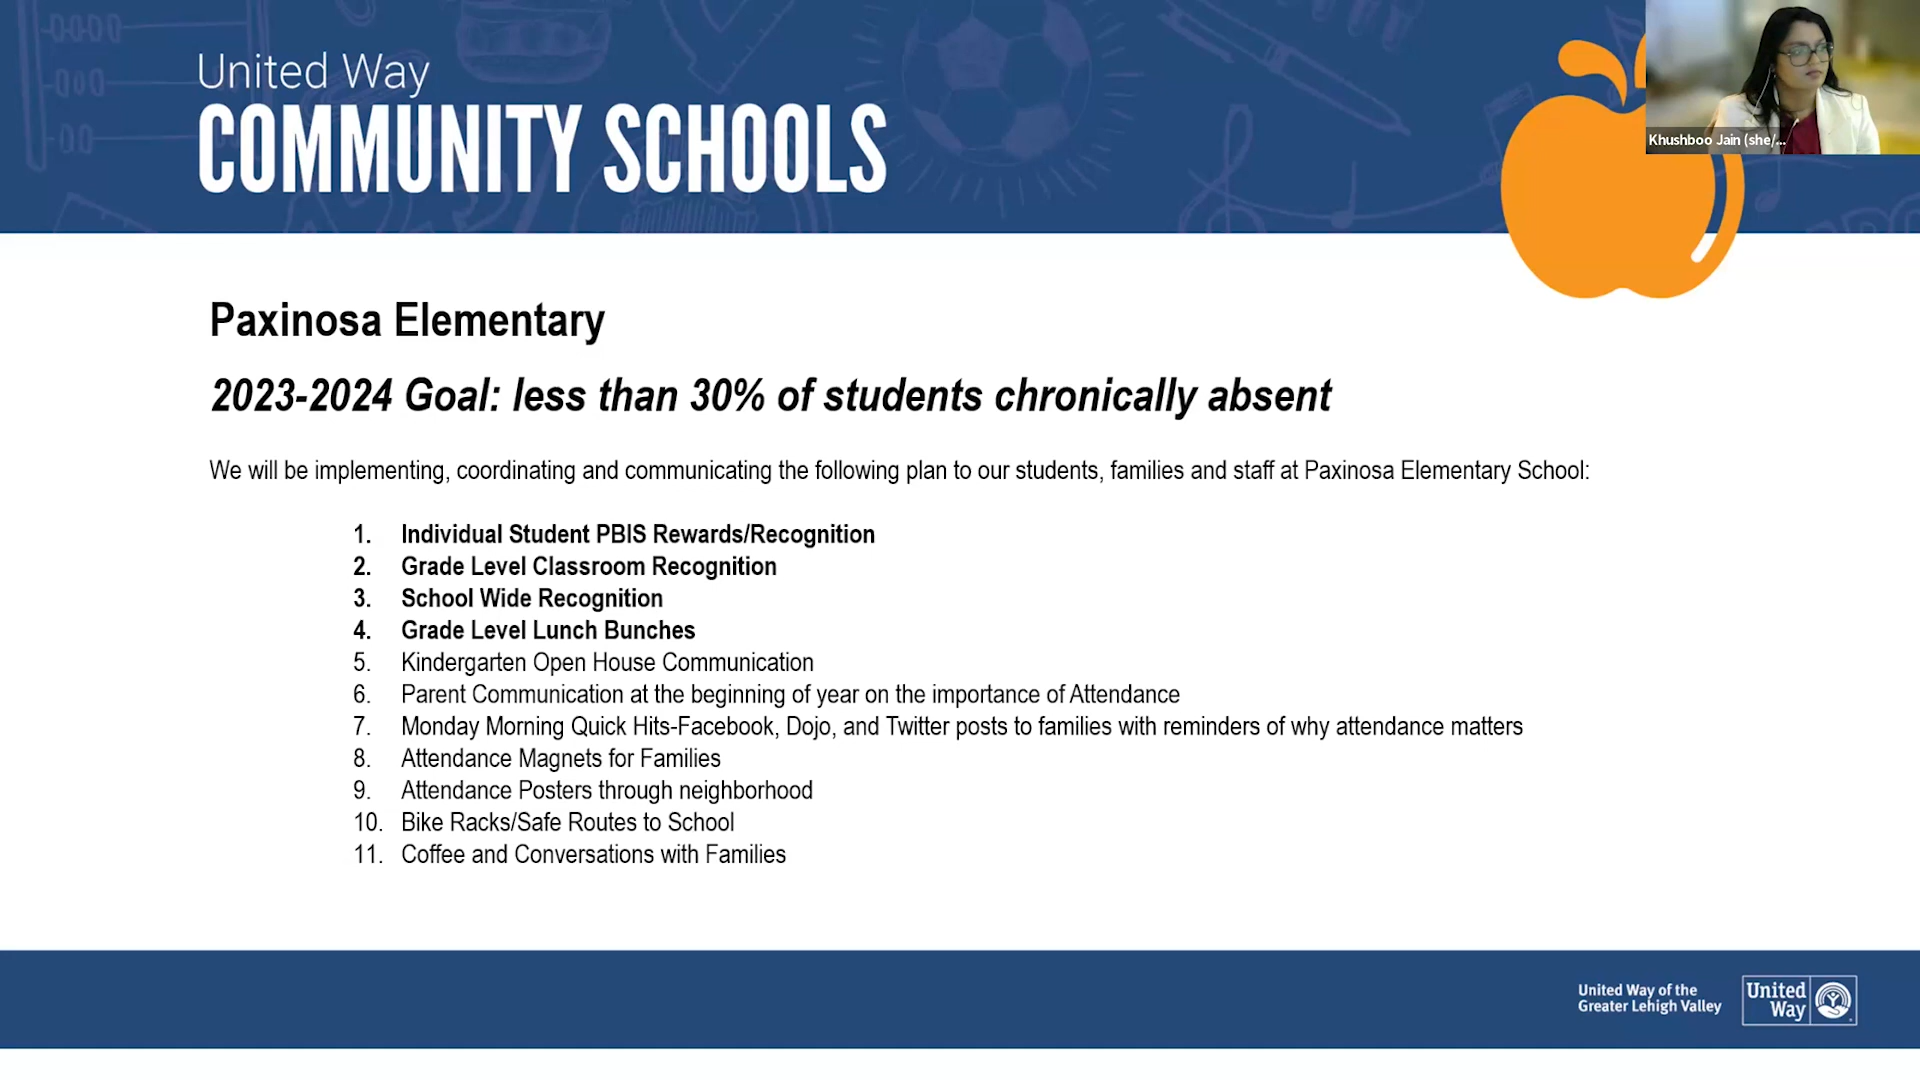 United Way
COMMUNITY SCHOOLS
Khushboo Jain (she/...
Paxinosa Elementary
2023-2024 Goal: less than 30% of students chronically absent
We will be implementing, coordinating and communicating the following plan to our students, families and staff at Paxinosa Elementary School:
1. Individual Student PBIS Rewards/Recognition
2. Grade Level Classroom Recognition
3. School Wide Recognition
4. Grade Level Lunch Bunches
5. Kindergarten Open House Communication
6. Parent Communication at the beginning of year on the importance of Attendance
7. Monday Morning Quick Hits-Facebook, Dojo, and Twitter posts to families with reminders of why attendance matters
8. Attendance Magnets for Families
9. Attendance Posters through neighborhood
10. Bike Racks/Safe Routes to School
11. Coffee and Conversations with Families
United Way of the
Greater Lehigh Valley
United
Way